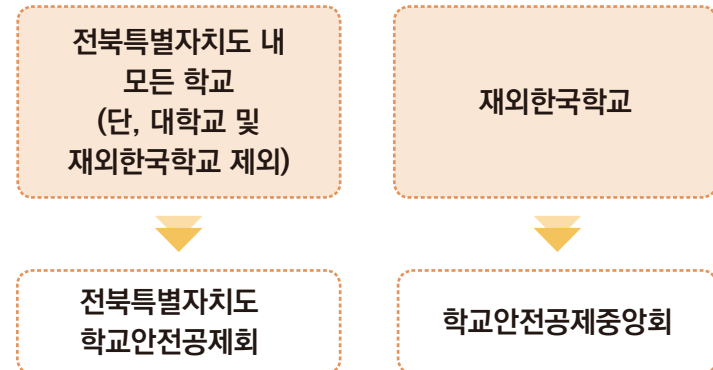 전북특별자치도 내
모든 학교
(단, 대학교 및
재외한국학교 제외)
재외한국학교
전북특별자치도
학교안전공제회
학교안전공제중앙회